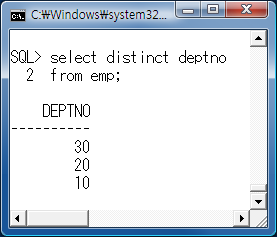 C:₩Windows₩system32...
SQL> select distinct deptno
2 from emp;
DEPTNO
----------
30
20
10